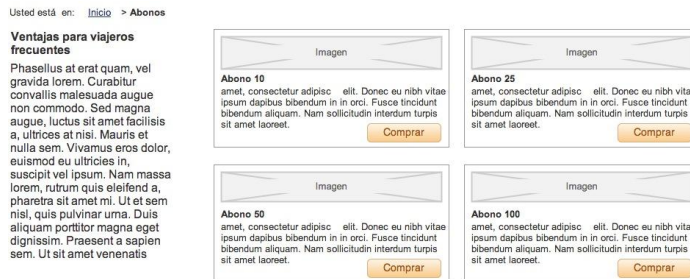 Usted está en: Inicio > Abonos
Ventajas para viajeros
frecuentes
Phasellus at erat quam, vel
gravida lorem. Curabitur
convallis malesuada augue
non commodo. Sed magna
augue, luctus sit amet facilisis
a, ultrices at nisi. Mauris et
nulla sem. Vivamus eros dolor,
euismod eu ultricies in,
suscipit vel ipsum. Nam massa
lorem, rutrum quis eleifend a,
pharetra sit amet mi. Ut et sem
nisl, quis pulvinar urna. Duis
aliquam porttitor magna eget
dignissim. Praesent a sapien
sem. Ut sit amet venenatis
Imagen
Abono 10
amet, consectetur adipisc elit. Donec eu nibh vitae
ipsum dapibus bibendum in in orci. Fusce tincidunt
bibendum aliquam. Nam sollicitudin interdum turpis
sit amet laoreet.
Comprar
Imagen
Abono 25
amet, consectetur adipisc elit. Donec eu nibh vita
ipsum dapibus bibendum in in orci. Fusce tincidunt
bibendum aliquam. Nam sollicitudin interdum turpis
sit amet laoreet.
Comprar
Imagen
Abono 50
amet, consectetur adipisc elit. Donec eu nibh vitae
ipsum dapibus bibendum in in orci. Fusce tincidunt
bibendum aliquam. Nam sollicitudin interdum turpis
sit amet laoreet.
Comprar
Imagen
Abono 100
amet, consectetur adipisc elit. Donec eu nibh vita
ipsum dapibus bibendum in in orci. Fusce tincidunt
bibendum aliquam. Nam sollicitudin interdum turpis
sit amet laoreet.
Comprar